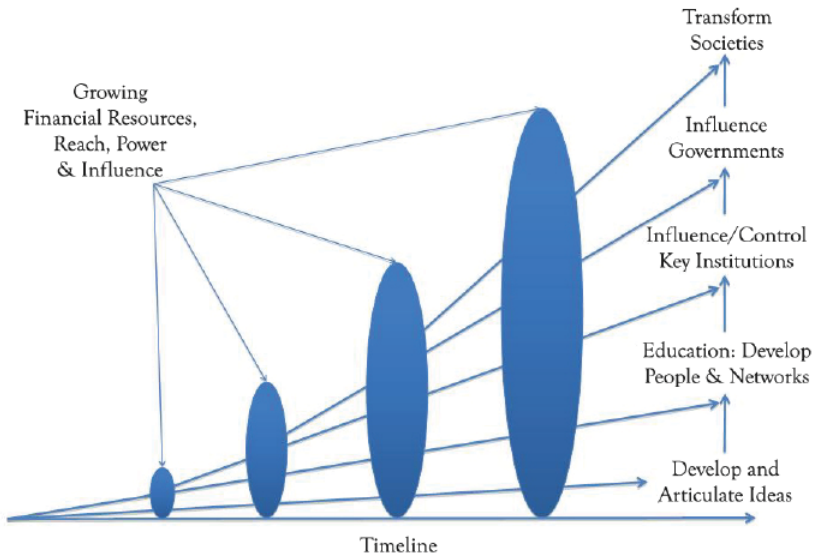 Growing
Financial Resources,
Reach, Power
& Influence
Transform
Societies
Influence
Governments
Influence/Control
Key Institutions
Education: Develop
People & Networks
Develop and
Articulate Ideas
Timeline